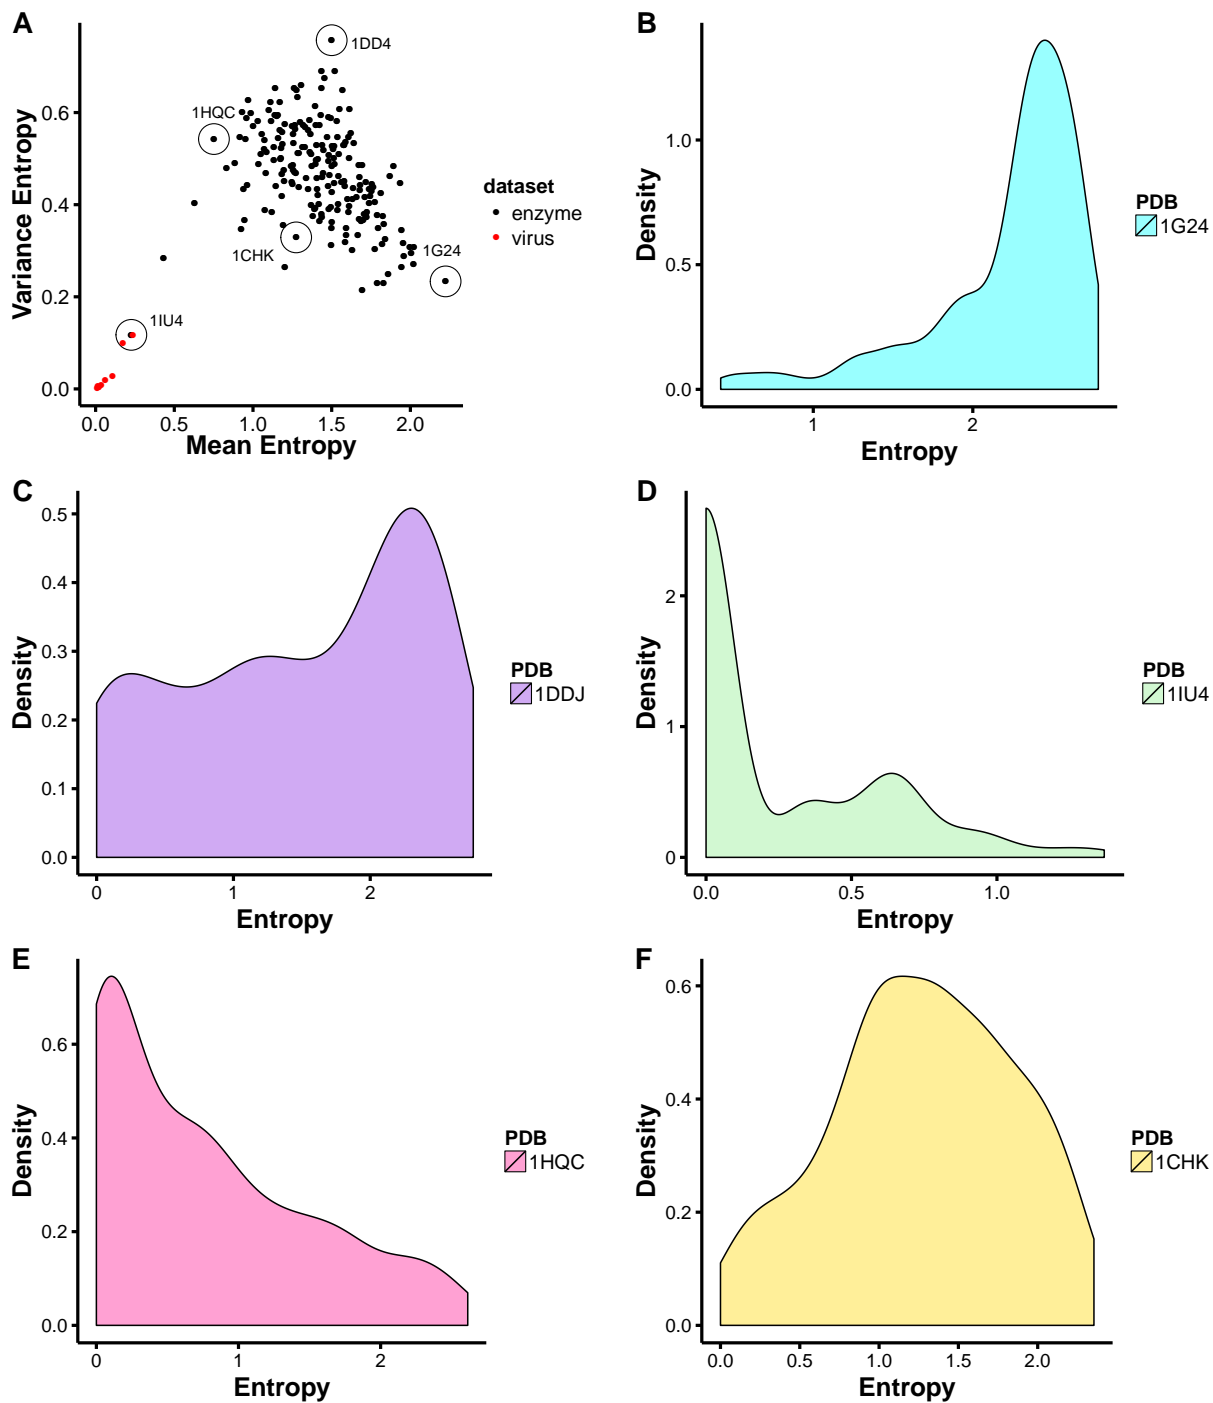 A
Variance Entropy
0.6
0.4
0.2
0.0
1DD4
1HQC
1CHK
1G24
1IU4
0.0 0.5 1.0 1.5 2.0
Mean Entropy
dataset
enzyme
virus
B
Density
1.0
0.5
0.0
1 2
Entropy
PDB
1G24
C
Density
0.5
0.4
0.3
0.2
0.1
0.0
0 1 2
Entropy
PDB
1DDJ
D
Density
2
1
0
0.0 0.5 1.0
Entropy
PDB
1IU4
E
Density
0.6
0.4
0.2
0.0
0 1 2
Entropy
PDB
1HQC
F
Density
0.6
0.4
0.2
0.0
0.0 0.5 1.0 1.5 2.0
Entropy
PDB
1CHK